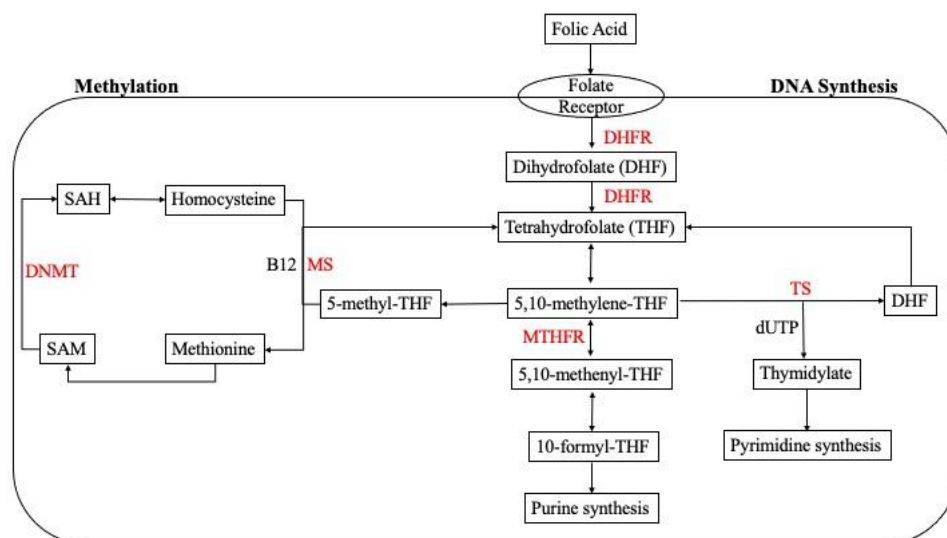 Folic Acid
Methylation
DNA Synthesis
Folate
Receptor
DHFR
Dihydrofolate (DHF)
DHFR
SAH
Homocysteine
Tetrahydrofolate (THF)
DNMT
B12
MS
TS
5-methyl-THF
5,10-methylene-THF
DHF
MTHFR
dUTP
SAM
Methionine
5,10-methenyl-THF
Thymidylate
10-formyl-THF
Pyrimidine synthesis
Purine synthesis